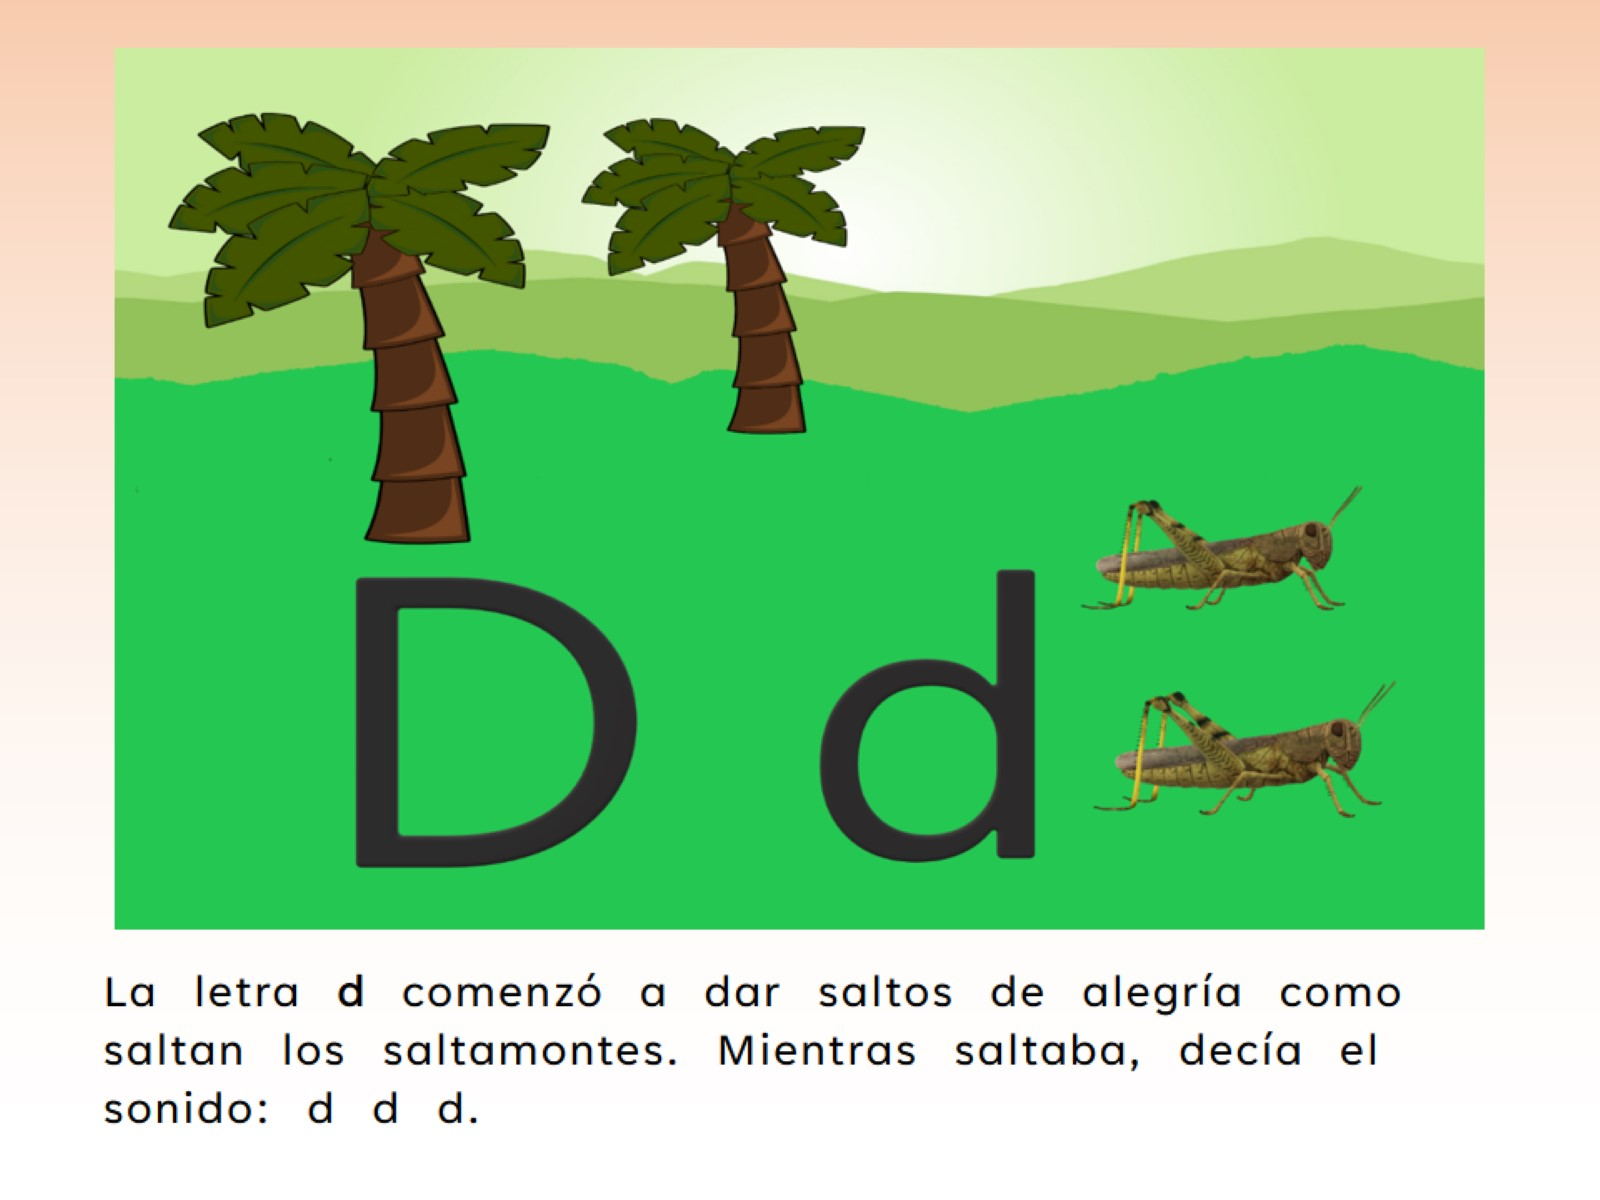 D d
La letra d comenzó a dar saltos de alegría como
saltan los saltamontes. Mientras saltaba, decía el
sonido: d d d.